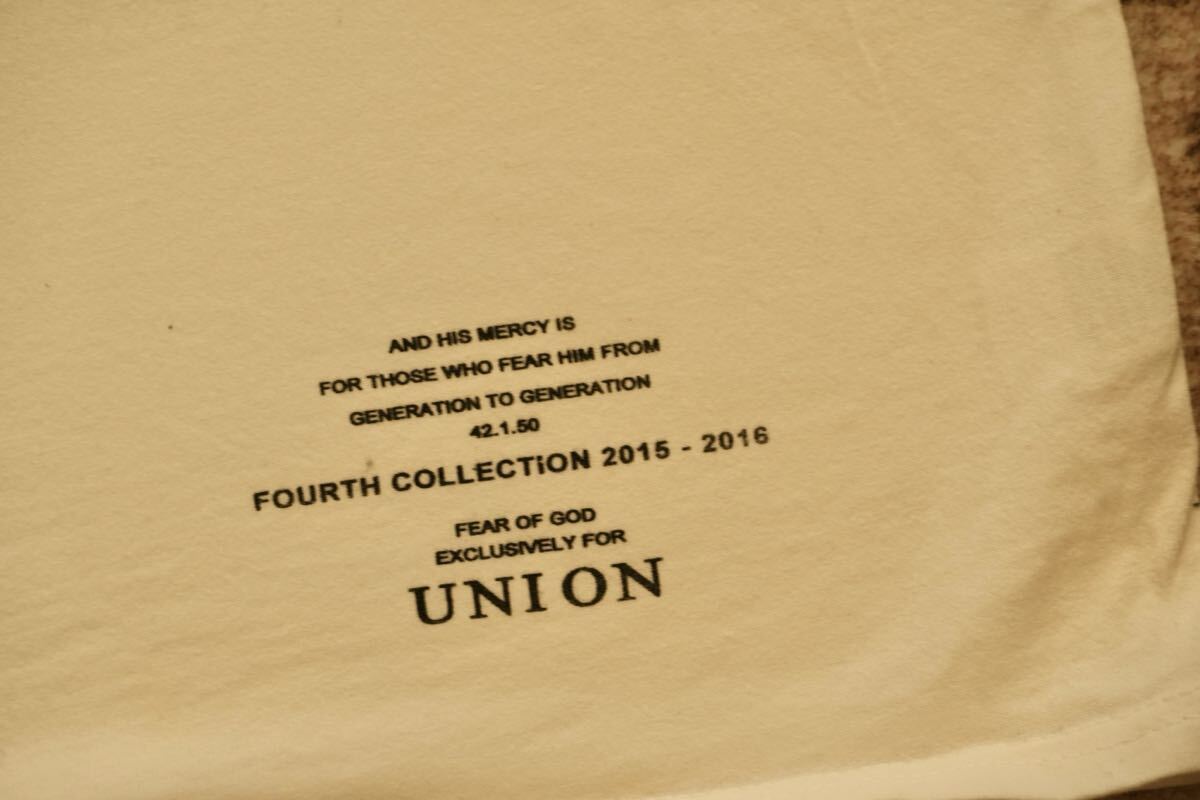 AND HIS MERCY IS
FOR THOSE WHO FEAR HIM FROM
GENERATION TO GENERATION
42.1.50
FOURTH COLLECTiON 2015 - 2016
FEAR OF GOD
EXCLUSIVELY FOR
UNION